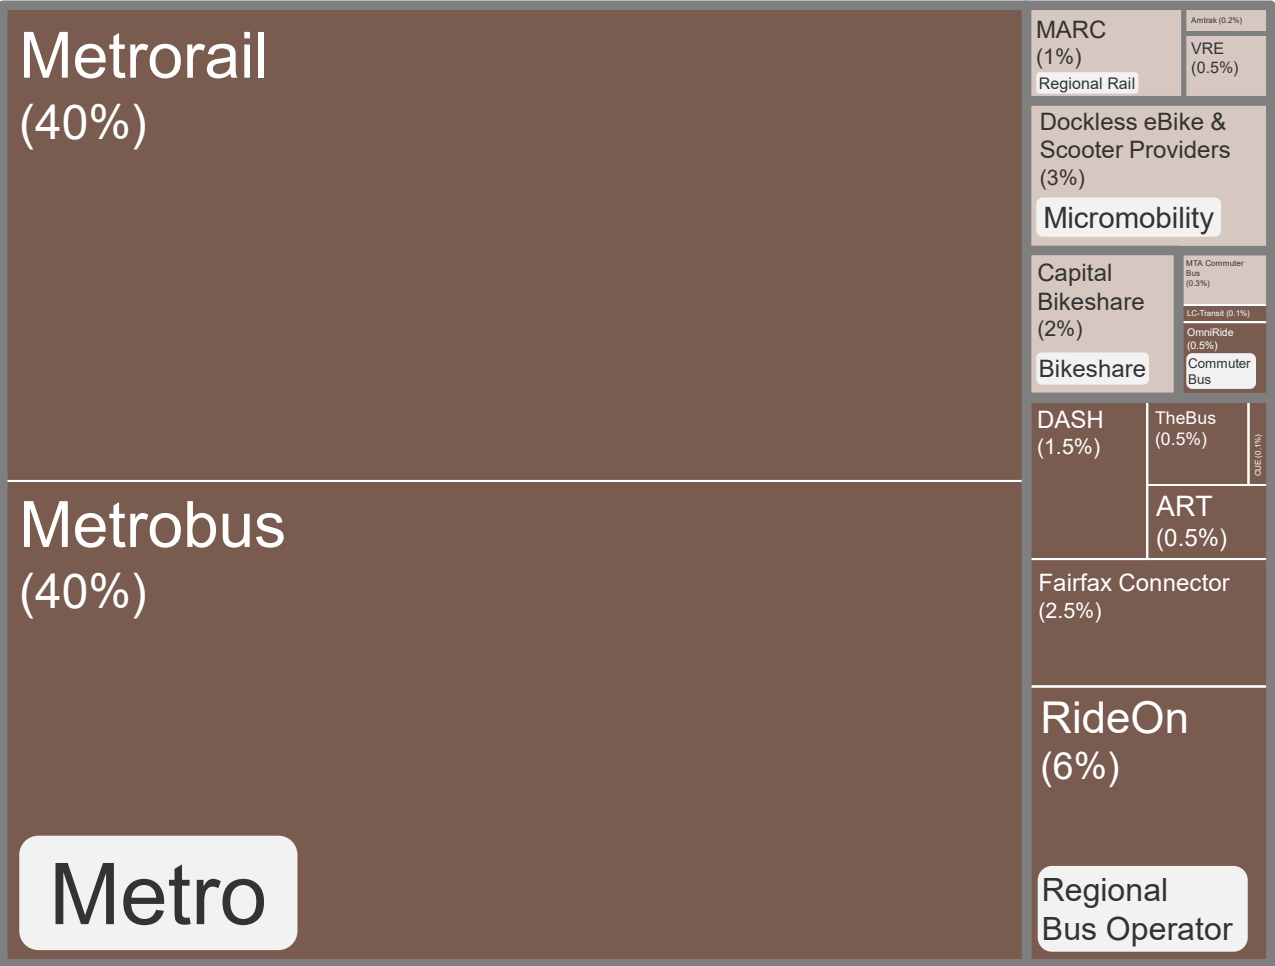 Metrorail
(40%)
Metrobus
(40%)
Metro
MARC
(1%)
Regional Rail
Amtrak (0.2%)
VRE
(0.5%)
Dockless eBike &
Scooter Providers
(3%)
Micromobility
Capital
Bikeshare
(2%)
Bikeshare
MTA Commuter
Bus
(0.3%)
LC-Transit (0.1%)
OmniRide
(0.5%)
Commuter
Bus
DASH
(1.5%)
TheBus
(0.5%)
CUE (0.1%)
ART
(0.5%)
Fairfax Connector
(2.5%)
RideOn
(6%)
Regional
Bus Operator